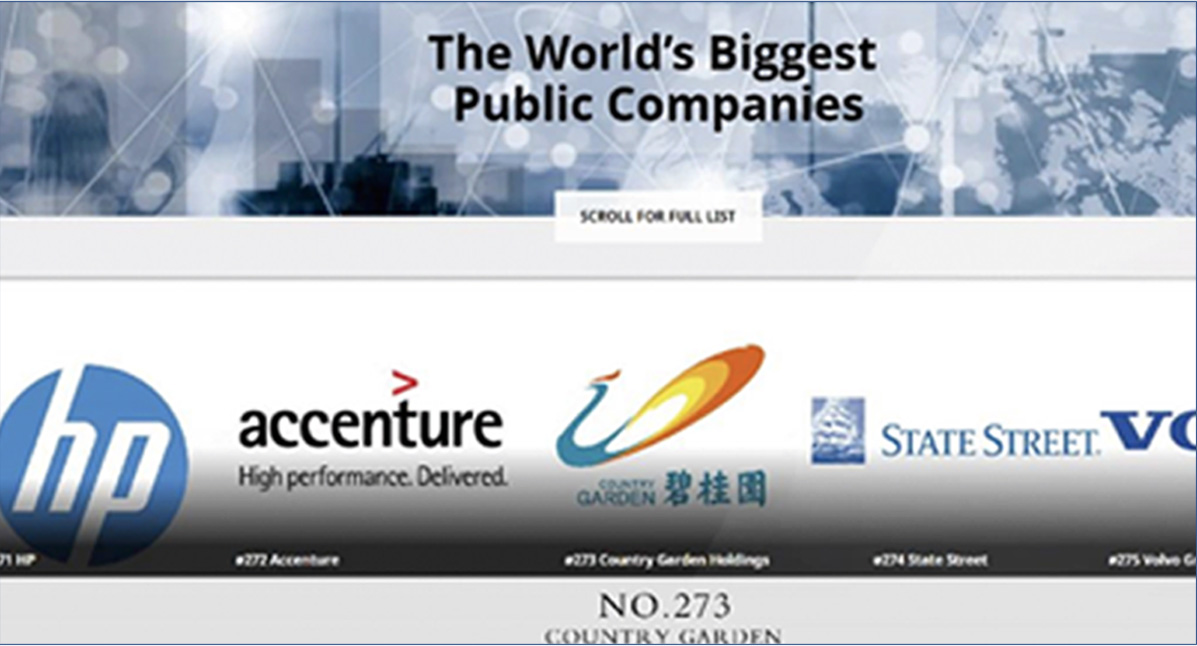 The World's Biggest
Public Companies
SCROLL FOR FULL LIST
hp
accenture
High performance. Delivered.
COUNTRY
GARDEN 碧桂園
STATE STREET.
VO
71 HP
#272 Accenture
#273 Country Garden Holdings
#274 State Street
#275 Volvo G
NO.273
COUNTRY GARDEN